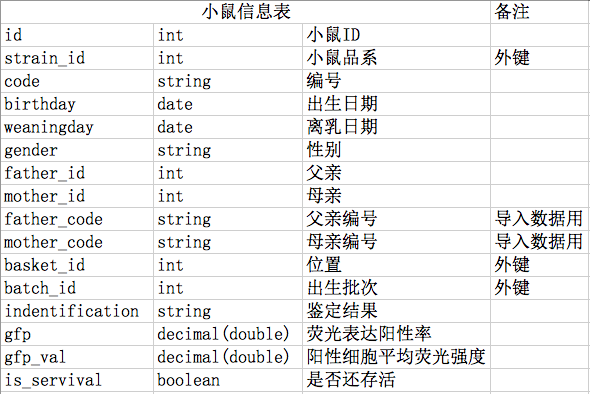 小鼠信息表 备注
id int 小鼠ID
strain_id int 小鼠品系 外键
code string 编号
birthday date 出生日期
weaningday date 离乳日期
gender string 性别
father_id int 父亲
mother_id int 母亲
father_code string 父亲编号 导入数据用
mother_code string 母亲编号 导入数据用
basket_id int 位置 外键
batch_id int 出生批次 外键
indentification string 鉴定结果
gfp decimal(double) 荧光表达阳性率
gfp_val decimal(double) 阳性细胞平均荧光强度
is_servival boolean 是否还存活